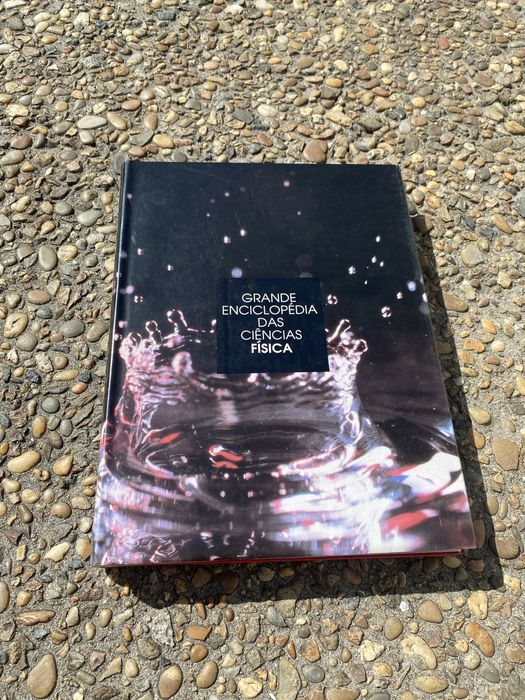 GRANDE
ENCICLOPÉDIA
DAS
CIÊNCIAS
FÍSICA